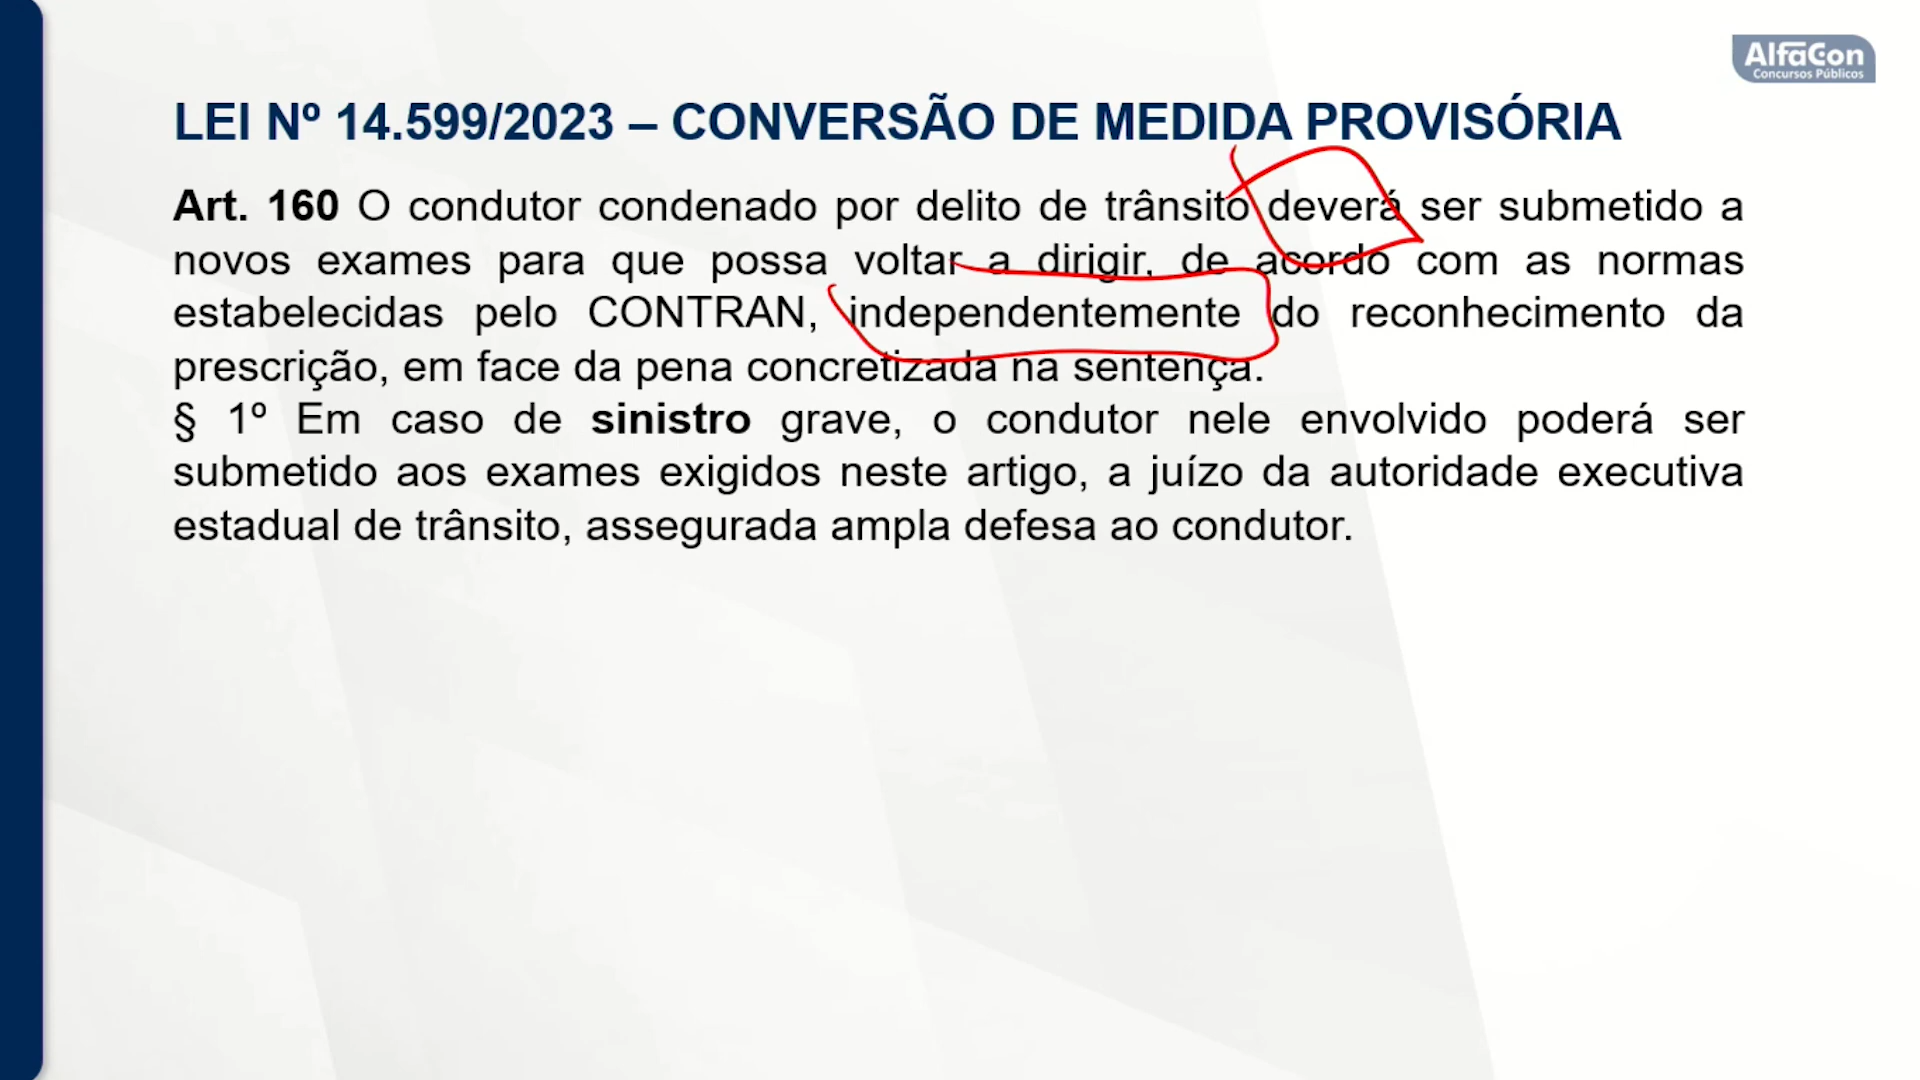 AlfaCon
Concursos Públicos
LEI Nº 14.599/2023 – CONVERSÃO DE MEDIDA PROVISÓRIA
Art. 160 O condutor condenado por delito de trânsito deverá ser submetido a
novos exames para que possa voltar a dirigir, de acordo com as normas
estabelecidas pelo CONTRAN, independentemente do reconhecimento da
prescrição, em face da pena concretizada na sentença.
§ 1º Em caso de sinistro grave, o condutor nele envolvido poderá ser
submetido aos exames exigidos neste artigo, a juízo da autoridade executiva
estadual de trânsito, assegurada ampla defesa ao condutor.